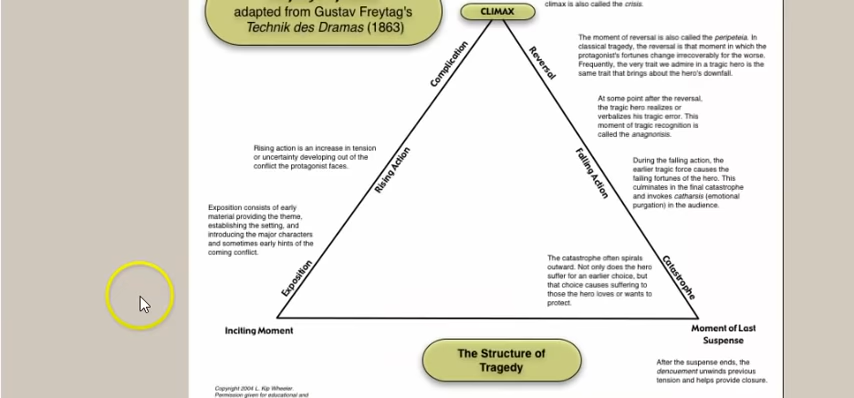 adapted from Gustav Freytag's
Technik des Dramas (1863)
CLIMAX
climax is also called the crisis.
Complication
Reversal
The moment of reversal is also called the peripeteia. In
classical tragedy, the reversal is that moment in which the
protagonist's fortunes change irrecoverably for the worse.
Frequently, the very trait we admire in a tragic hero is the
same trait that brings about the hero's downfall.
At some point after the reversal,
the tragic hero realizes or
verbalizes his tragic error. This
moment of tragic recognition is
called the anagnorisis.
Rising action is an increase in tension
or uncertainty developing out of the
conflict the protagonist faces.
Rising Action
Falling Action
During the falling action, the
earlier tragic force causes the
failing fortunes of the hero. This
culminates in the final catastrophe
and invokes catharsis (emotional
purgation) in the audience.
Exposition consists of early
material providing the theme,
establishing the setting, and
introducing the major characters
and sometimes early hints of the
coming conflict.
Exposition
The catastrophe often spirals
outward. Not only does the hero
suffer for an earlier choice, but
that choice causes suffering to
those the hero loves or wants to
protect.
Catastrophe
Inciting Moment
Moment of Last
Suspense
The Structure of
Tragedy
After the suspense ends, the
denouement unwinds previous
tension and helps provide closure.
Copyright 2004 L. Kip Wheeler.
Permission given for educational and